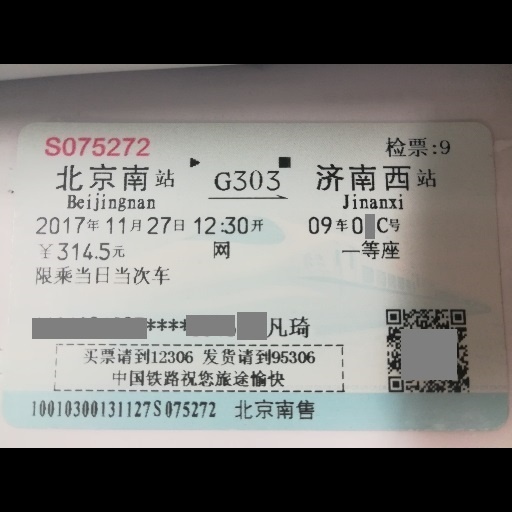 S075272 检票:9
北京南站 G303 济南西站
Beijingnan Jinanxi
2017年11月27日12:30开 09车0 C号
￥314.5元 网 一等座
限乘当日当次车
**** 凡琦
买票请到12306 发货请到95306
中国铁路祝您旅途愉快
10010300131127S075272 北京南售